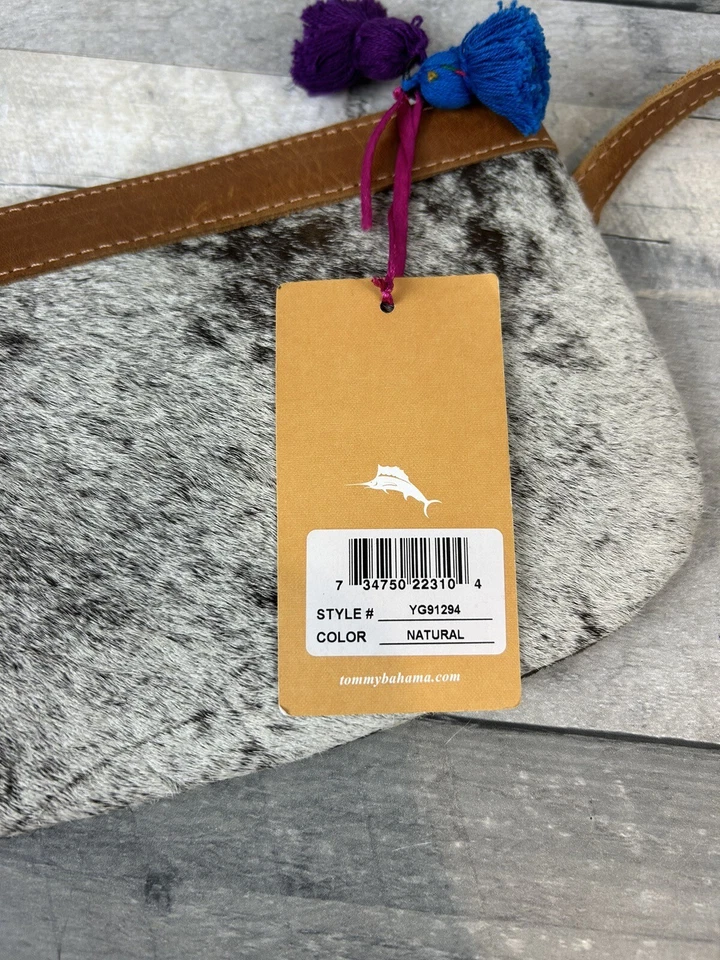 7 34750 22310 4
STYLE # YG91294
COLOR NATURAL
tommybahama.com